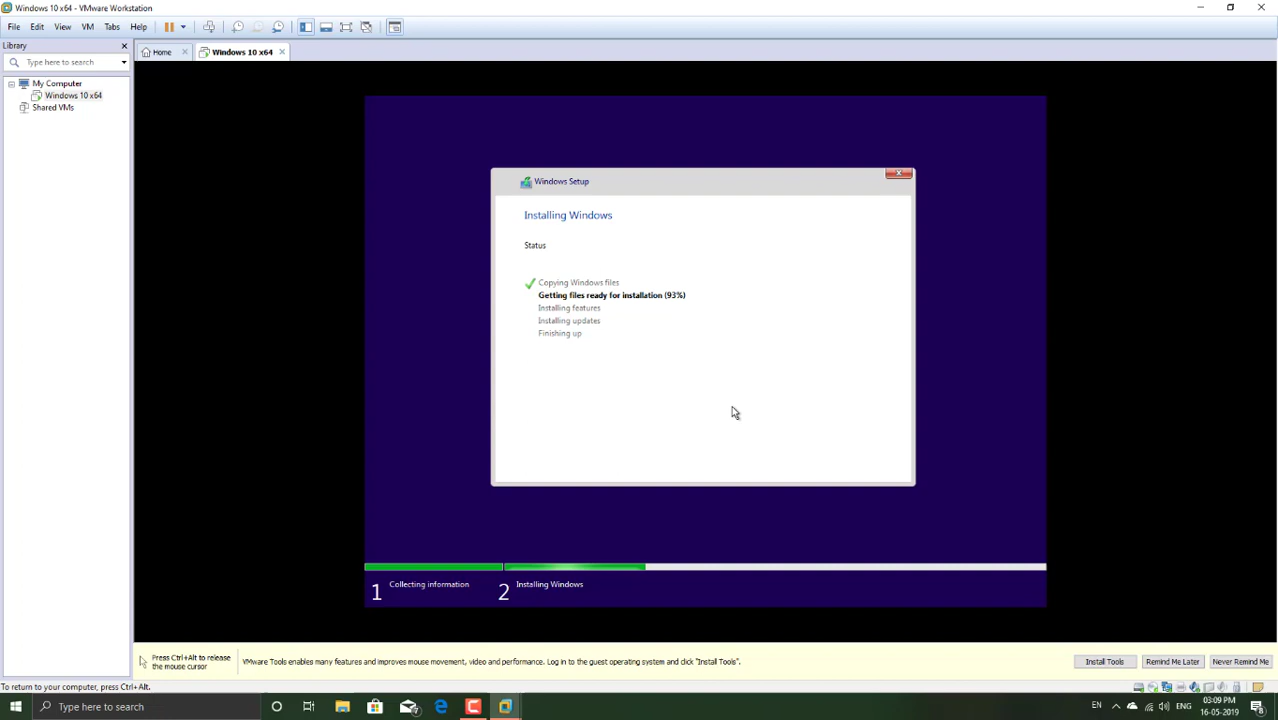 Windows 10 x64 - VMware Workstation
File Edit View VM Tabs Help
Library
Home
Windows 10 x64
Type here to search
My Computer
Windows 10 x64
Shared VMs
Windows Setup
Installing Windows
Status
Copying Windows files
Getting files ready for installation (93%)
Installing features
Installing updates
Finishing up
1 Collecting information
2 Installing Windows
Press Ctrl+Alt to release
the mouse cursor
VMware Tools enables many features and improves mouse movement, video and performance. Log in to the guest operating system and click "Install Tools".
Install Tools
Remind Me Later
Never Remind Me
To return to your computer, press Ctrl+Alt.
Type here to search
EN
ENG
03:09 PM
16-05-2019